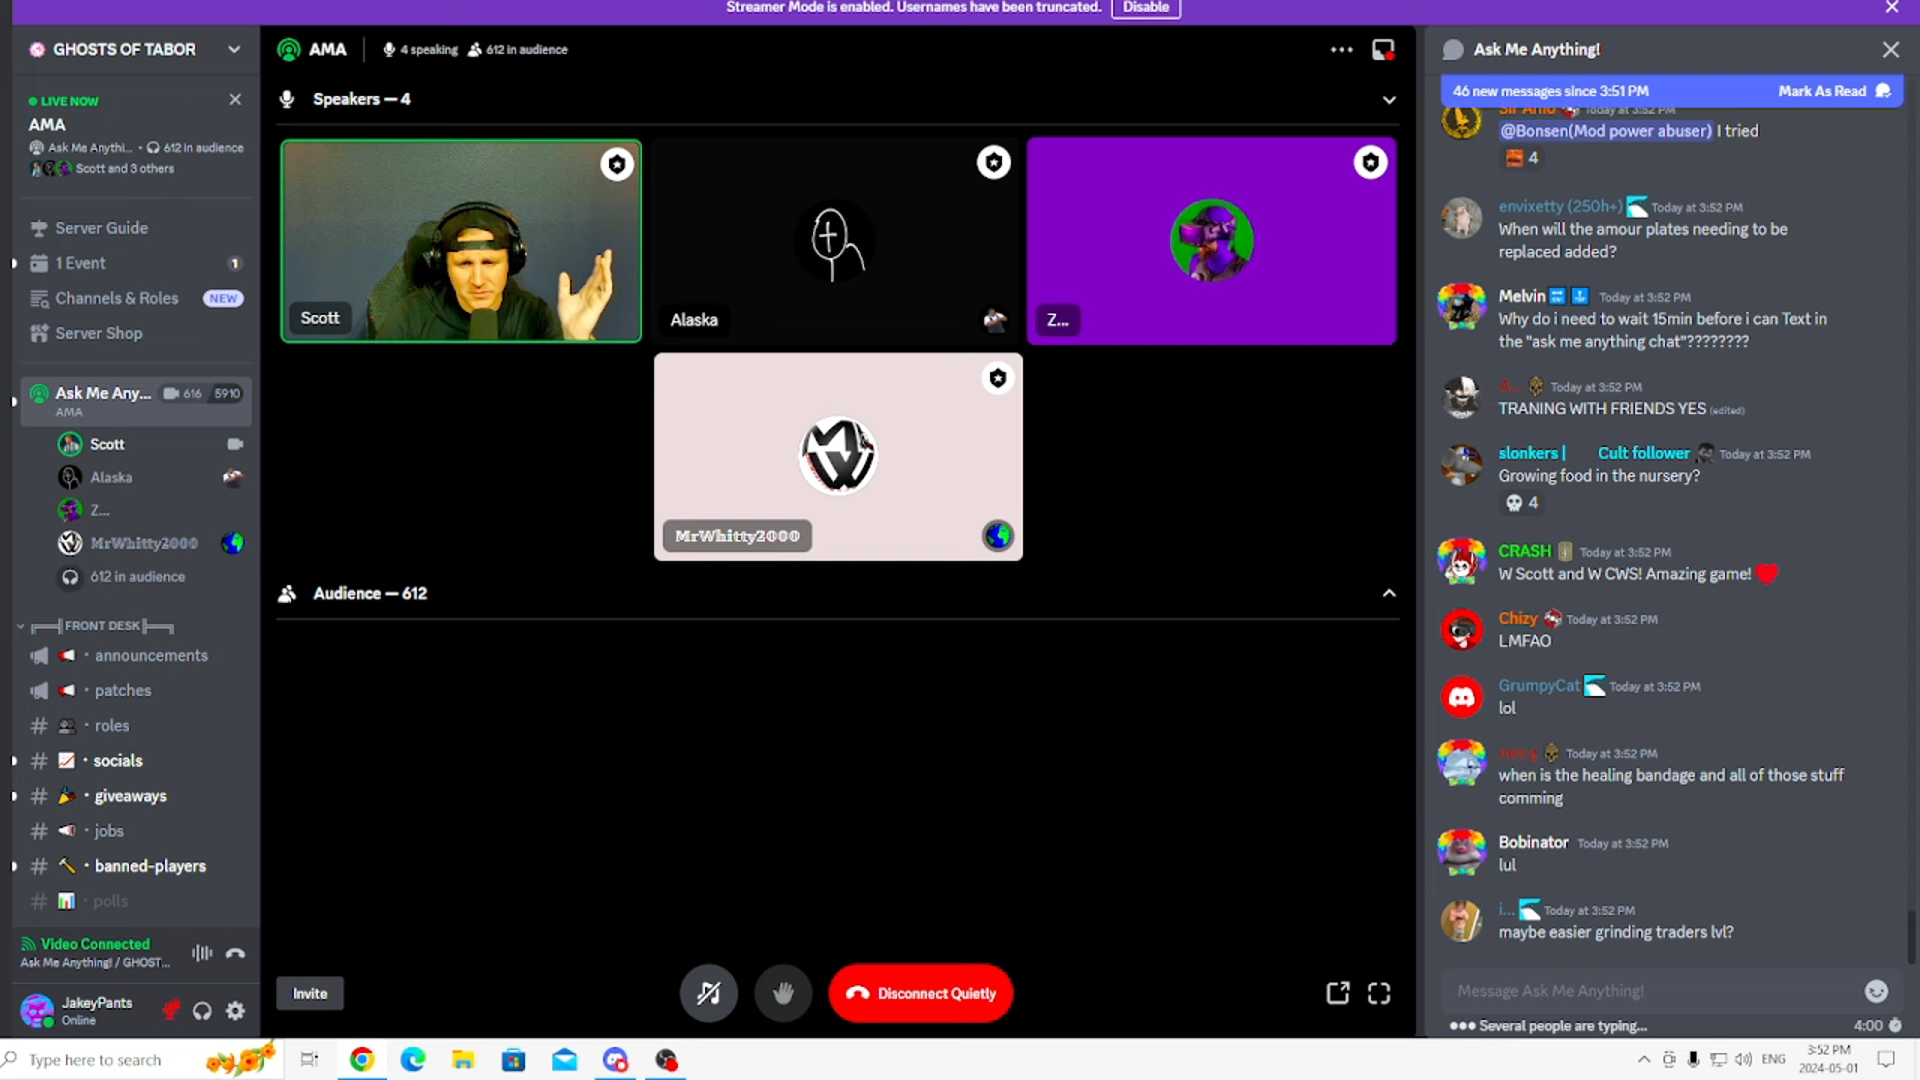 Streamer Mode is enabled. Usernames have been truncated. Disable
GHOSTS OF TABOR
LIVE NOW
AMA
Ask Me Anythi... • 612 in audience
Scott and 3 others
Server Guide
1 Event 1
Channels & Roles NEW
Server Shop
Ask Me Any... 616 5910
AMA
Scott
Alaska
Z...
MrWhitty2000
612 in audience
FRONT DESK
announcements
patches
roles
socials
giveaways
jobs
banned-players
polls
Video Connected
Ask Me Anything! / GHOST...
JakeyPants
Online
AMA 4 speaking 612 in audience
Speakers — 4
Scott
Alaska
Z...
MrWhitty2000
Audience — 612
Invite
Disconnect Quietly
Ask Me Anything!
46 new messages since 3:51 PM Mark As Read
Sir Amo Today at 3:52 PM
@Bonsen(Mod power abuser) I tried
4
envixetty (250h+) Today at 3:52 PM
When will the amour plates needing to be
replaced added?
Melvin Today at 3:52 PM
Why do i need to wait 15min before i can Text in
the "ask me anything chat"????????
A... Today at 3:52 PM
TRANING WITH FRIENDS YES (edited)
slonkers | Cult follower Today at 3:52 PM
Growing food in the nursery?
4
CRASH Today at 3:52 PM
W Scott and W CWS! Amazing game!
Chizy Today at 3:52 PM
LMFAO
GrumpyCat Today at 3:52 PM
lol
Today at 3:52 PM
when is the healing bandage and all of those stuff
comming
Bobinator Today at 3:52 PM
lul
i... Today at 3:52 PM
maybe easier grinding traders lvl?
Message Ask Me Anything!
Several people are typing... 4:00
Type here to search
ENG
3:52 PM
2024-05-01